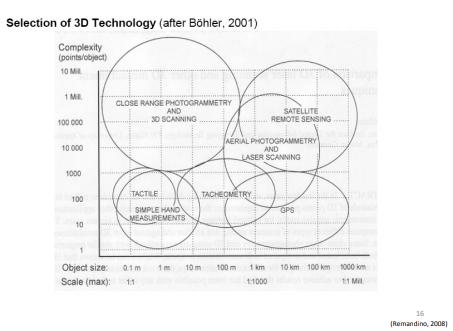 Selection of 3D Technology (after Böhler, 2001)
Complexity
(points/object)
10 Mill.
1 Mill.
100 000
10 000
1000
100
10
1
CLOSE RANGE PHOTOGRAMMETRY
AND
3D SCANNING
SATELLITE
REMOTE SENSING
AERIAL PHOTOGRAMMETRY
AND
LASER SCANNING
TACTILE
TACHEOMETRY
SIMPLE HAND
MEASUREMENTS
GPS
Object size: 0.1 m 1 m 10 m 100 m 1 km 10 km 100 km 1000 km
Scale (max): 1:1 1:1000 1:1 Mill.
16
(Remandino, 2008)